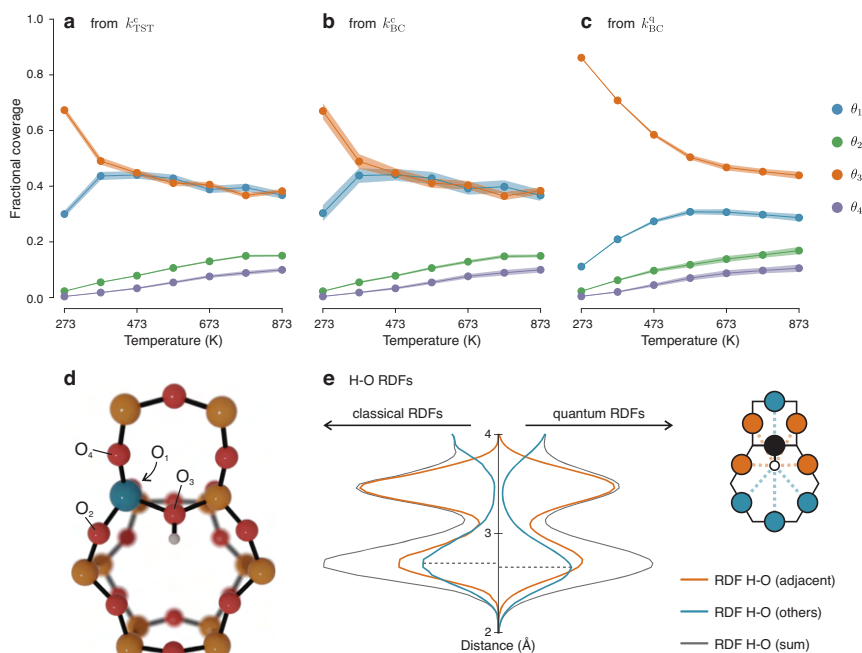 a from k^c_TST
b from k^c_BC
c from k^q_BC
Fractional coverage
1.0
0.8
0.6
0.4
0.2
0.0
θ1
θ2
θ3
θ4
273 473 673 873
273 473 673 873
273 473 673 873
Temperature (K)
Temperature (K)
Temperature (K)
d
O1
O4
O3
O2
e H-O RDFs
classical RDFs
quantum RDFs
4
3
2
Distance (Å)
RDF H-O (adjacent)
RDF H-O (others)
RDF H-O (sum)